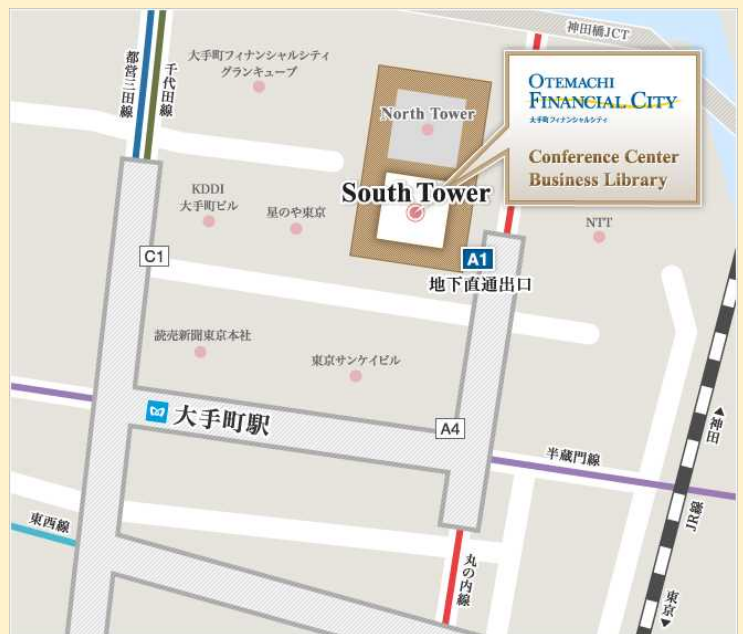 神田橋JCT
大手町フィナンシャルシティ
グランキューブ
都営三田線
千代田線
North Tower
OTEMACHI
FINANCIAL CITY
大手町フィナンシャルシティ
Conference Center
Business Library
South Tower
KDDI
大手町ビル
星のや東京
NTT
C1
A1
地下直通出口
読売新聞東京本社
東京サンケイビル
大手町駅
A4
半蔵門線
神田
JR線
東西線
丸の内線
東京